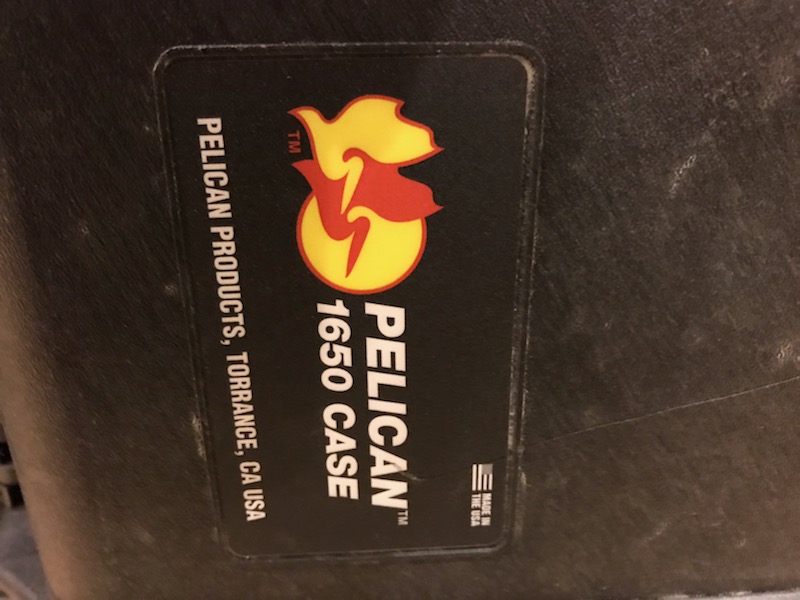 MADE IN
THE USA
PELICAN™
1650 CASE
TM
PELICAN PRODUCTS, TORRANCE, CA USA